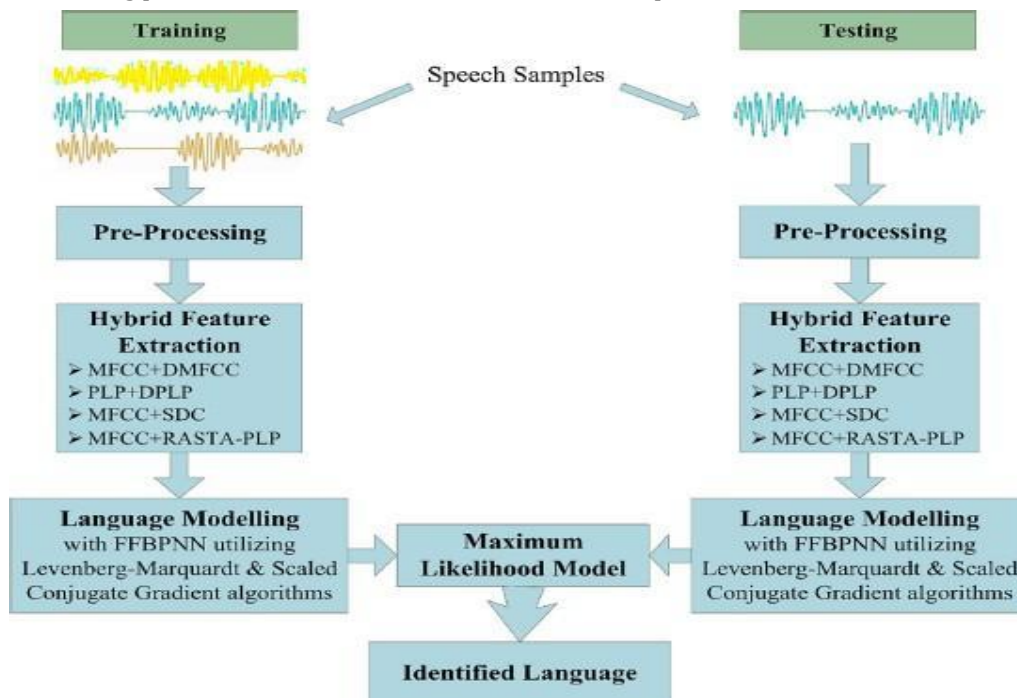 Training
Testing
Speech Samples
Pre-Processing
Pre-Processing
Hybrid Feature
Extraction
➢ MFCC+DMFCC
➢ PLP+DPLP
➢ MFCC+SDC
➢ MFCC+RASTA-PLP
Hybrid Feature
Extraction
➢ MFCC+DMFCC
➢ PLP+DPLP
➢ MFCC+SDC
➢ MFCC+RASTA-PLP
Language Modelling
with FFBPNN utilizing
Levenberg-Marquardt & Scaled
Conjugate Gradient algorithms
Maximum
Likelihood Model
Language Modelling
with FFBPNN utilizing
Levenberg-Marquardt & Scaled
Conjugate Gradient algorithms
Identified Language